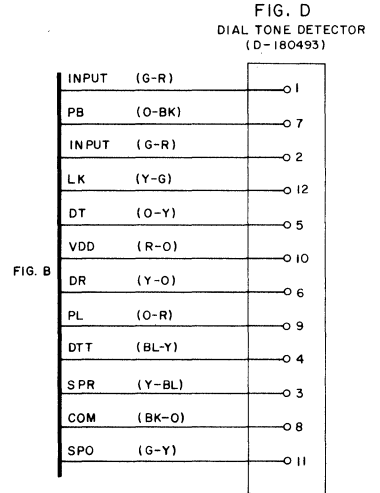 FIG. D
DIAL TONE DETECTOR
(D-180493)
INPUT (G-R) 1
PB (O-BK) 7
INPUT (G-R) 2
LK (Y-G) 12
DT (O-Y) 5
VDD (R-O) 10
FIG. B
DR (Y-O) 6
PL (O-R) 9
DTT (BL-Y) 4
SPR (Y-BL) 3
COM (BK-O) 8
SPO (G-Y) 11